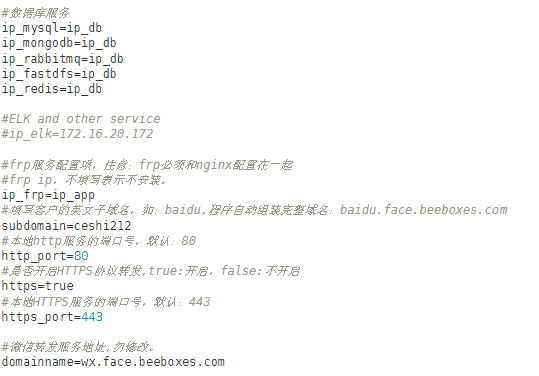 #数据库服务
ip_mysql=ip_db
ip_mongodb=ip_db
ip_rabbitmq=ip_db
ip_fastdfs=ip_db
ip_redis=ip_db
#ELK and other service
#ip_elk=172.16.20.172
#frp服务配置项，注意：frp必须和nginx配置在一起
#frp ip，不填写表示不安装。
ip_frp=ip_app
#填写客户的英文子域名，如：baidu,程序自动组装完整域名：baidu.face.beeboxes.com
subdomain=ceshi212
#本地http服务的端口号，默认：80
http_port=80
#是否开启HTTPS协议转发,true:开启，false:不开启
https=true
#本地HTTPS服务的端口号，默认：443
https_port=443
#微信转发服务地址,勿修改。
domainname=wx.face.beeboxes.com